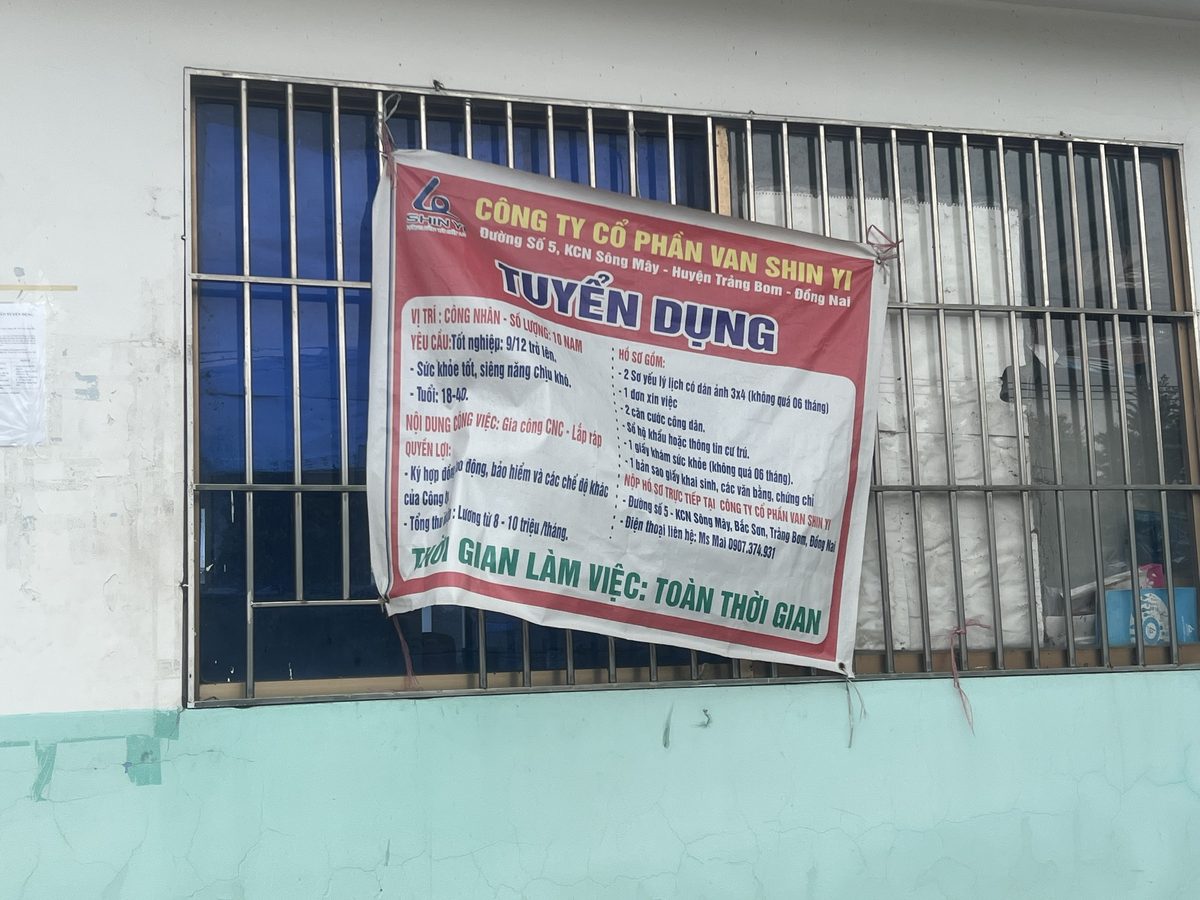 SHIN YI
CÔNG TY CỔ PHẦN VAN SHIN YI
Đường Số 5, KCN Sông Mây - Huyện Trảng Bom - Đồng Nai
TUYỂN DỤNG
VỊ TRÍ : CÔNG NHÂN - SỐ LƯỢNG: 10 NAM
YÊU CẦU:Tốt nghiệp: 9/12 trở lên.
- Sức khỏe tốt, siêng năng chịu khó.
- Tuổi: 18-40.
NỘI DUNG CÔNG VIỆC: Gia công CNC - Lắp ráp
QUYỀN LỢI:
- Ký hợp đồng lao động, bảo hiểm và các chế độ khác
của Công
- Tổng thu : Lương từ 8 - 10 triệu /tháng.
HỒ SƠ GỒM:
- 2 Sơ yếu lý lịch có dán ảnh 3x4 (không quá 06 tháng)
- 1 đơn xin việc
- 2 căn cước công dân.
- Sổ hộ khẩu hoặc thông tin cư trú.
- 1 giấy khám sức khỏe (không quá 06 tháng).
- 1 bản sao giấy khai sinh, các văn bằng, chứng chỉ
NỘP HỒ SƠ TRỰC TIẾP TẠI CÔNG TY CỔ PHẦN VAN SHIN YI
- Đường số 5 - KCN Sông Mây, Bắc Sơn, Trảng Bom, Đồng Nai
- Điện thoại liên hệ: Ms Mai 0907.374.931
THỜI GIAN LÀM VIỆC: TOÀN THỜI GIAN